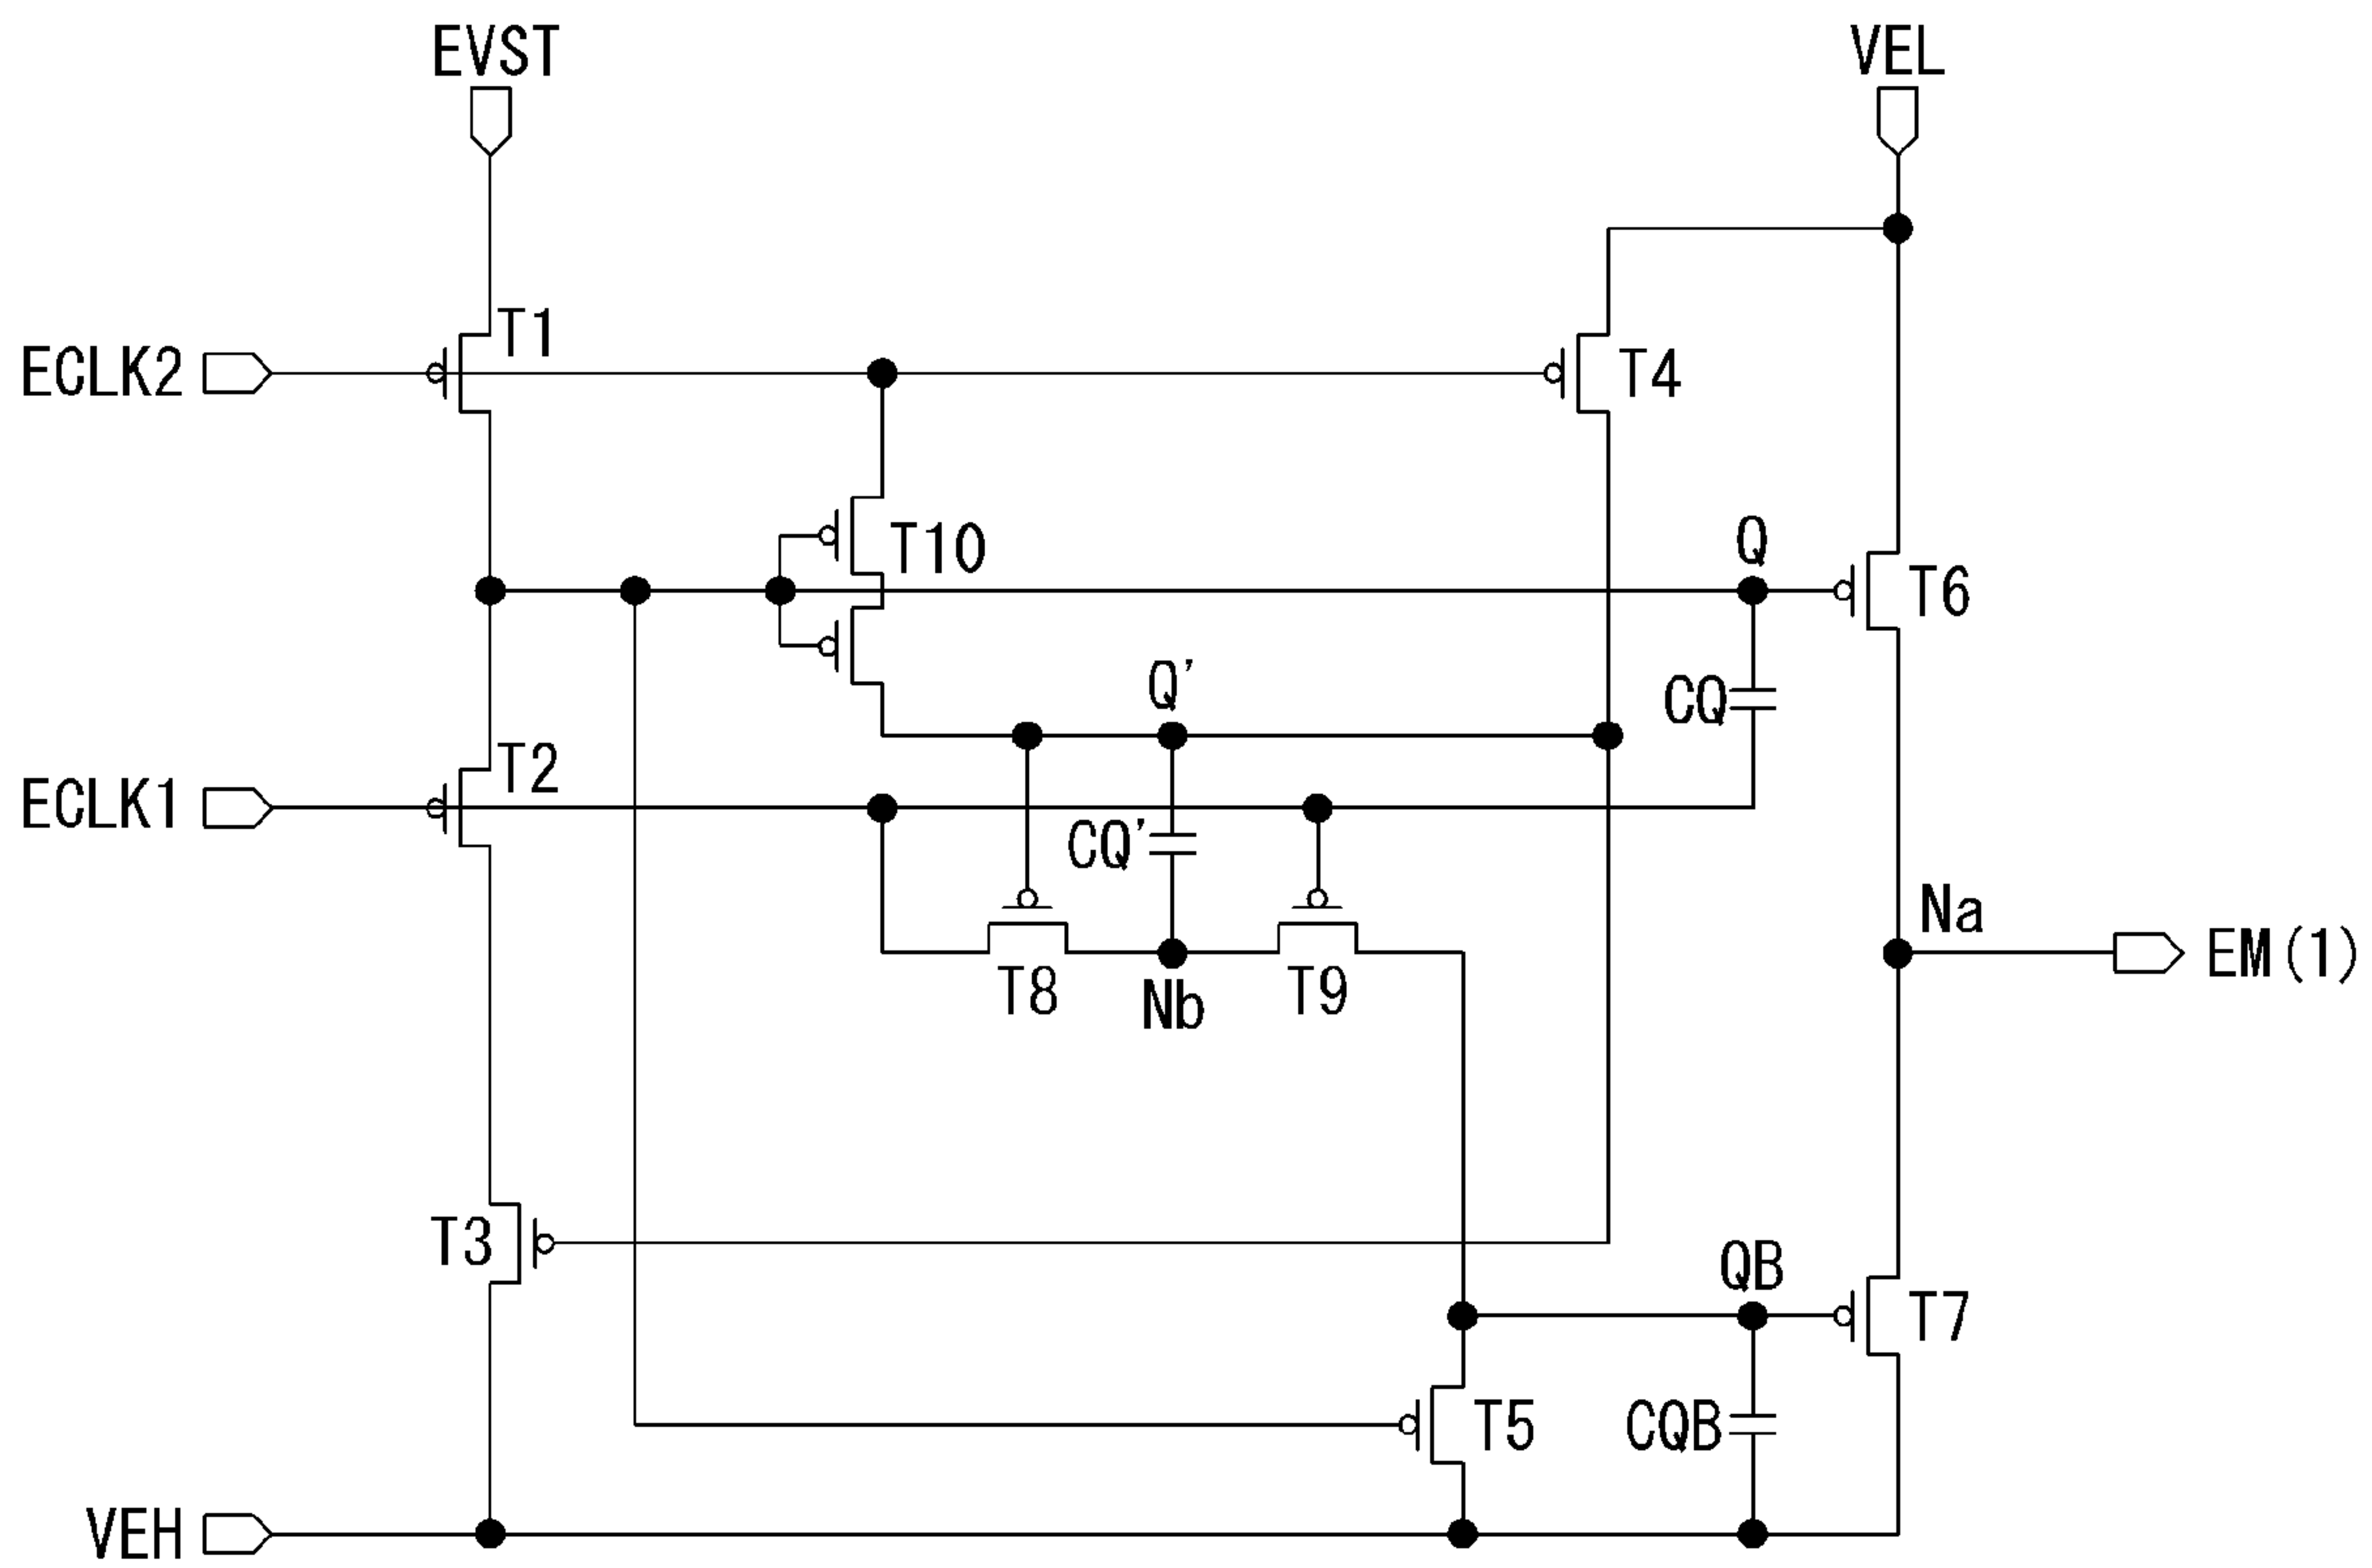 EVST
VEL
T1
ECLK2
T4
T10
Q
T6
Q'
CQ
T2
ECLK1
CQ'
Na
EM(1)
T8
Nb
T9
T3
QB
T7
T5
CQB
VEH